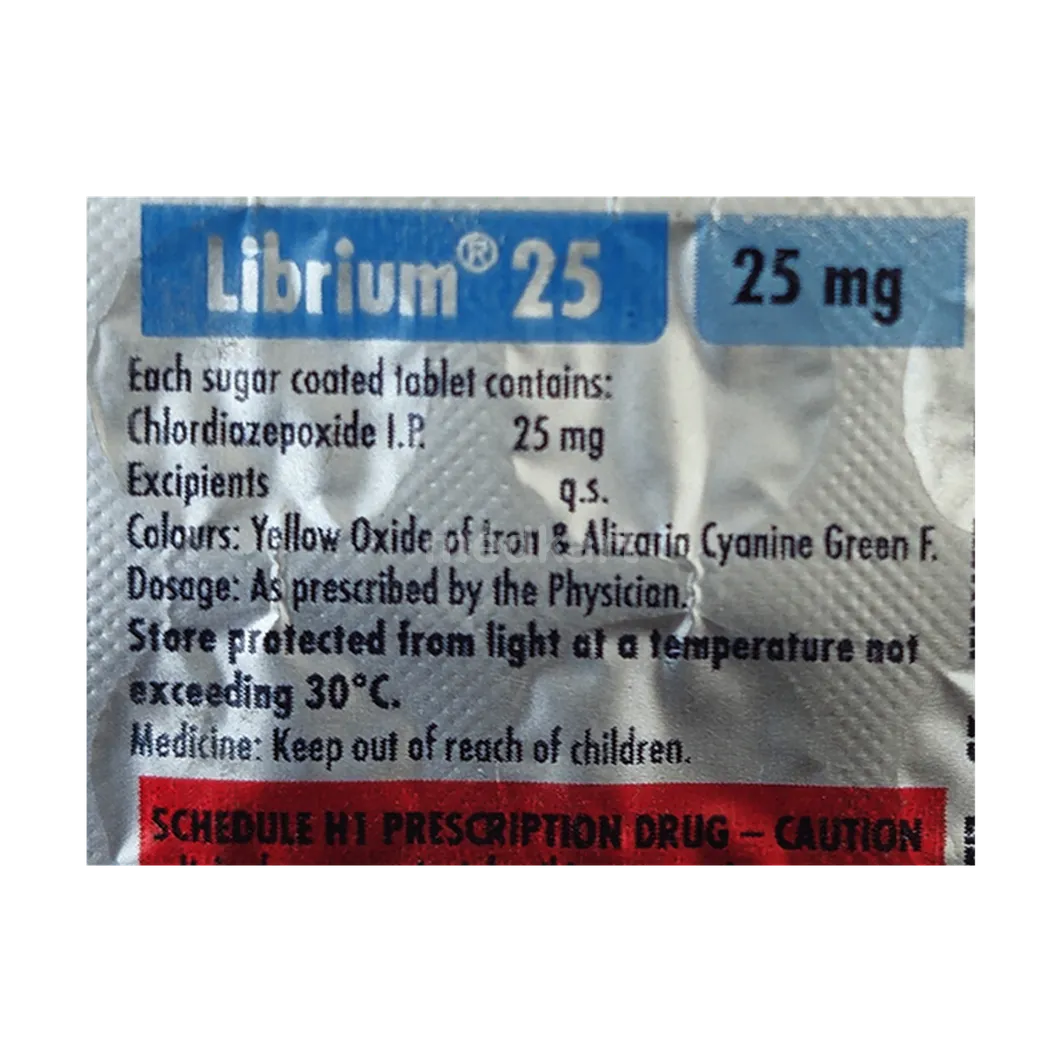 Librium® 25 25 mg
Each sugar coated tablet contains:
Chlordiazepoxide I.P. 25 mg
Excipients q.s.
Colours: Yellow Oxide of Iron & Alizarin Cyanine Green F.
Dosage: As prescribed by the Physician.
Store protected from light at a temperature not
exceeding 30°C.
Medicine: Keep out of reach of children.
SCHEDULE H1 PRESCRIPTION DRUG – CAUTION